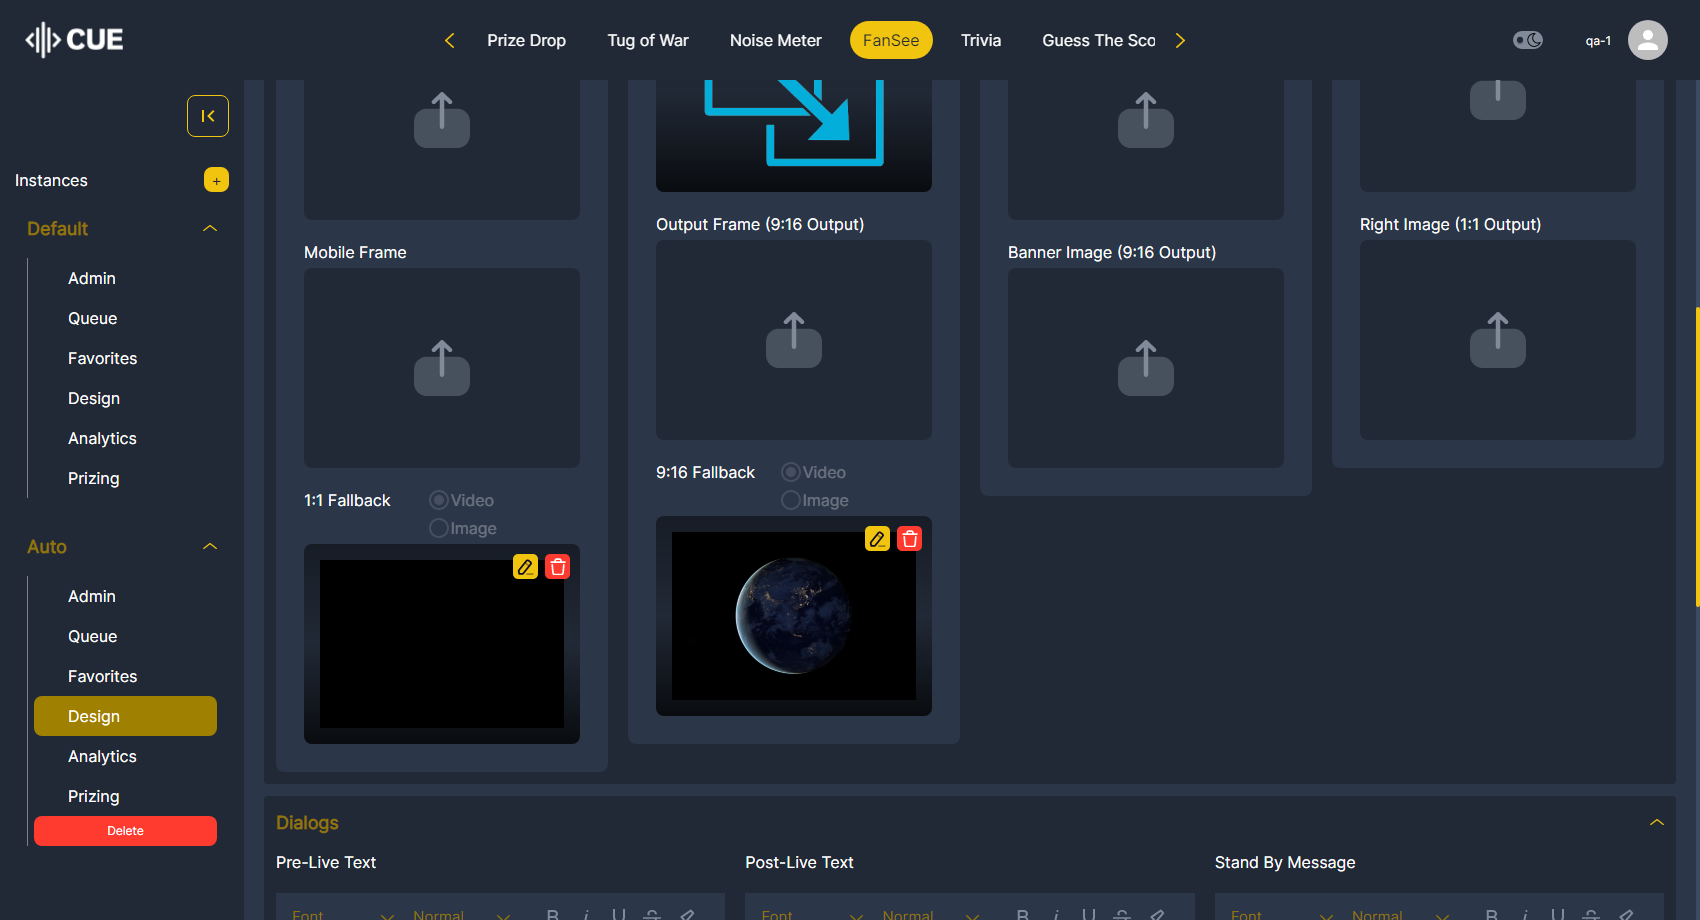 CUE
Prize Drop
Tug of War
Noise Meter
FanSee
Trivia
Guess The Sco
qa-1
Instances
+
Default
Admin
Queue
Favorites
Design
Analytics
Prizing
Auto
Admin
Queue
Favorites
Design
Analytics
Prizing
Delete
Mobile Frame
1:1 Fallback
Video
Image
Output Frame (9:16 Output)
9:16 Fallback
Video
Image
Banner Image (9:16 Output)
Right Image (1:1 Output)
Dialogs
Pre-Live Text
Font
Normal
B i U S
Post-Live Text
Font
Normal
B i U S
Stand By Message
Font
Normal
B i U S